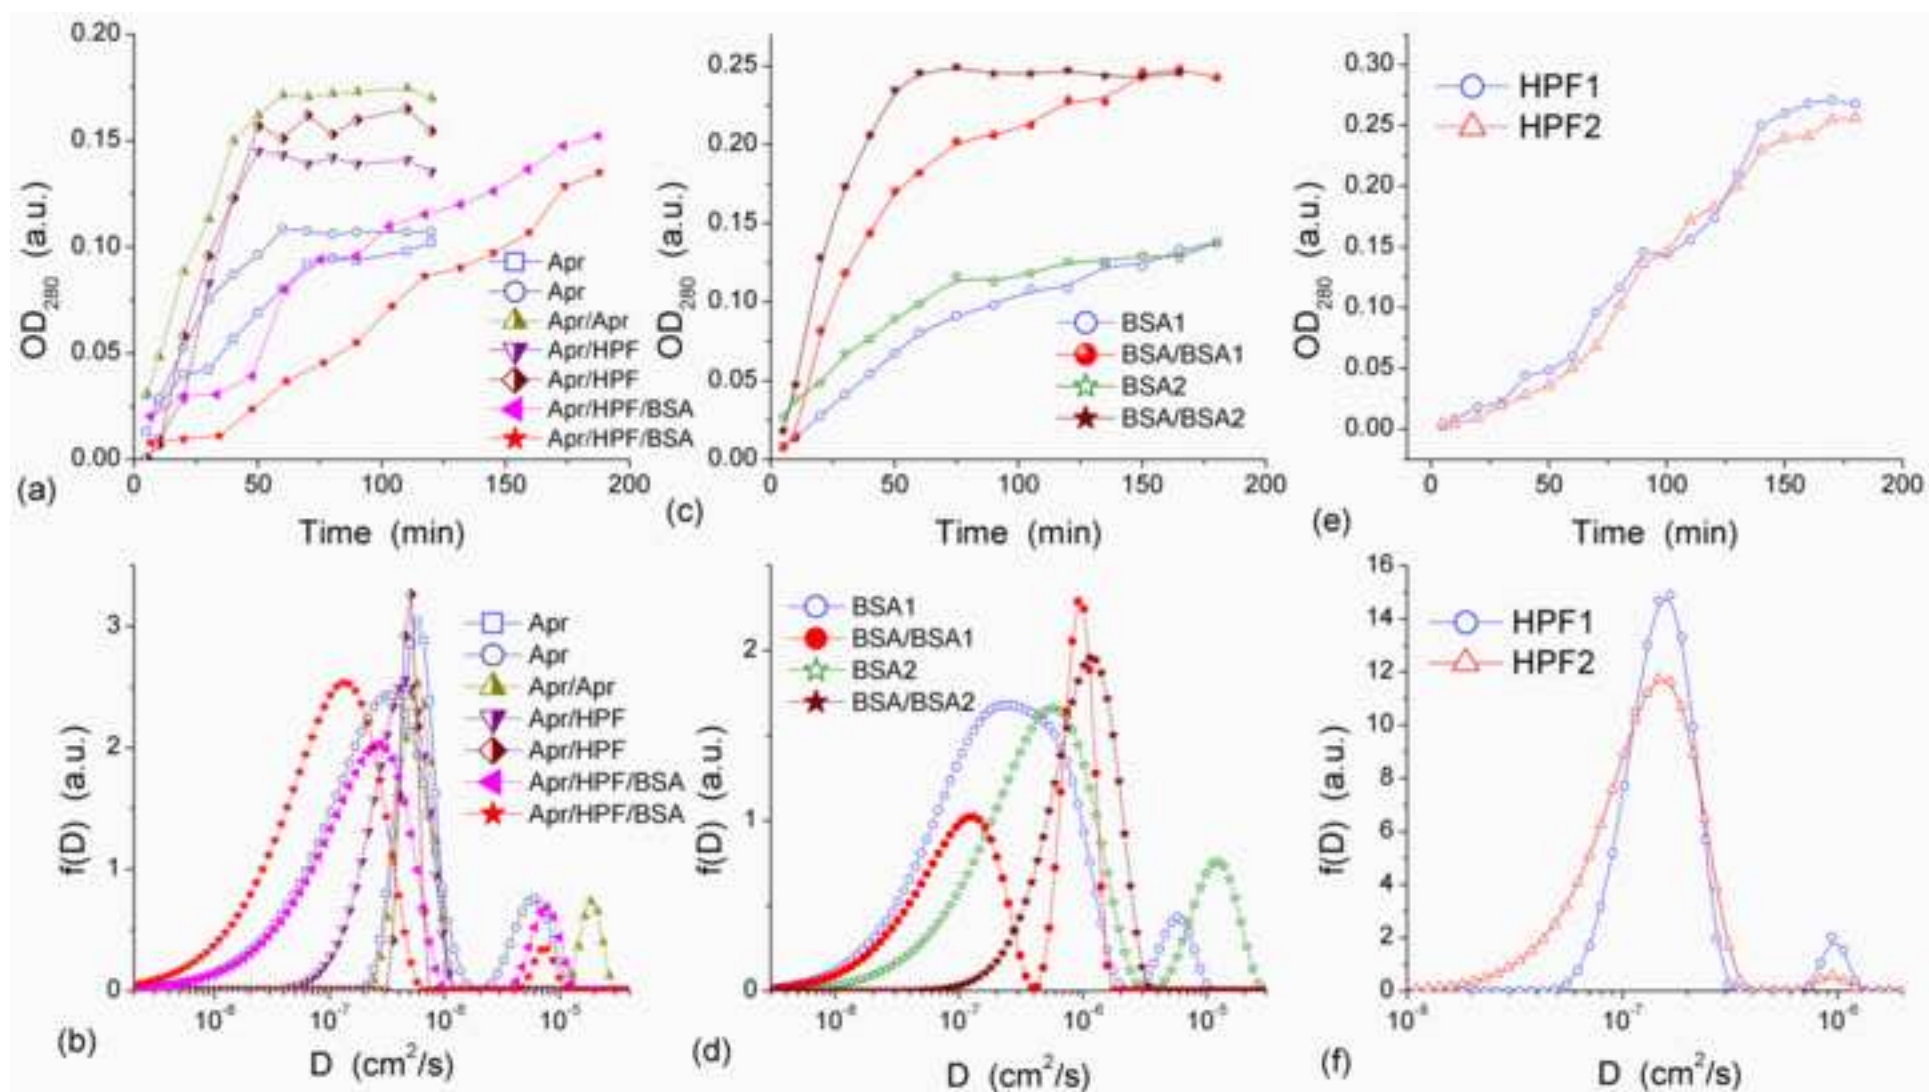 0.20
0.15
0.10
0.05
0.00
0
50
100
150
200
OD280 (a.u.)
Time (min)
(a)
Apr
Apr
Apr/Apr
Apr/HPF
Apr/HPF
Apr/HPF/BSA
Apr/HPF/BSA
0.25
0.20
0.15
0.10
0.05
0.00
0
50
100
150
200
OD280 (a.u.)
Time (min)
(c)
BSA1
BSA/BSA1
BSA2
BSA/BSA2
0.30
0.25
0.20
0.15
0.10
0.05
0.00
0
50
100
150
200
OD280 (a.u.)
Time (min)
(e)
HPF1
HPF2
3
2
1
0
10⁻⁸
10⁻⁷
10⁻⁶
10⁻⁵
f(D) (a.u.)
D (cm²/s)
(b)
Apr
Apr
Apr/Apr
Apr/HPF
Apr/HPF
Apr/HPF/BSA
Apr/HPF/BSA
2
1
0
10⁻⁸
10⁻⁷
10⁻⁶
10⁻⁵
f(D) (a.u.)
D (cm²/s)
(d)
BSA1
BSA/BSA1
BSA2
BSA/BSA2
16
14
12
10
8
6
4
2
0
10⁻⁸
10⁻⁷
10⁻⁶
f(D) (a.u.)
D (cm²/s)
(f)
HPF1
HPF2